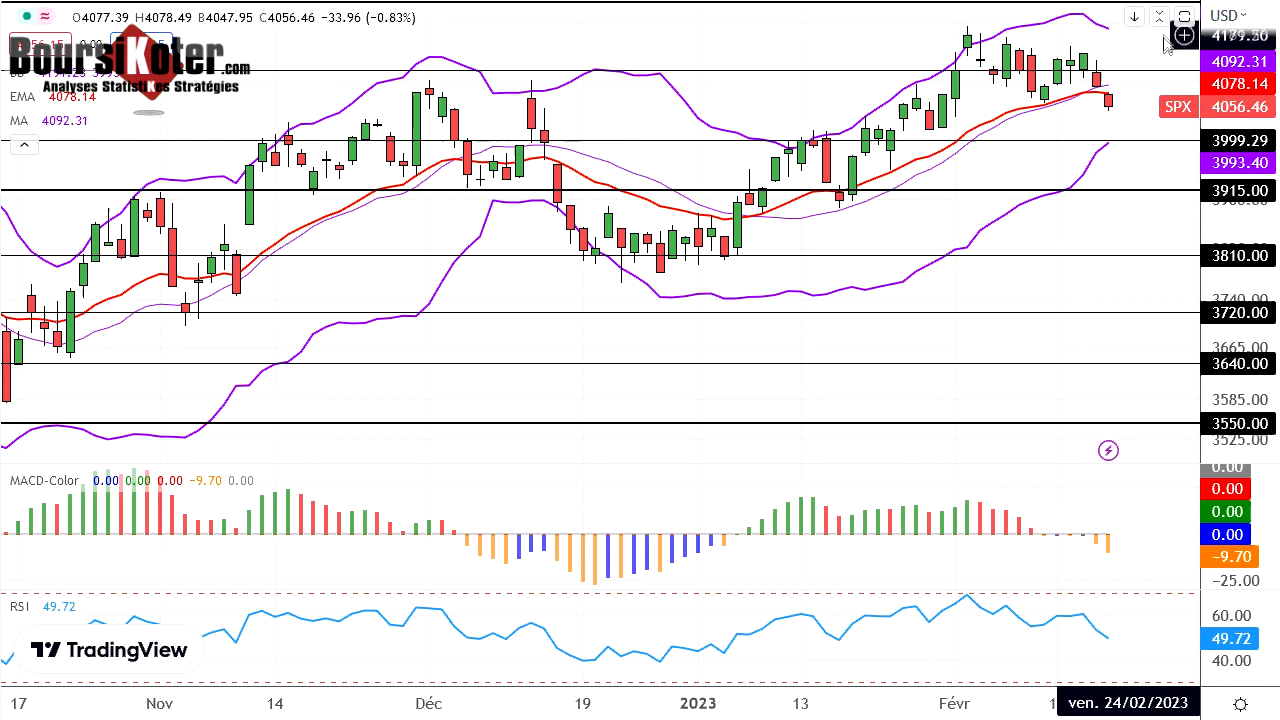 O4077.39 H4078.49 B4047.95 C4056.46 −33.96 (−0.83%)
BoursiKoter.com
Analyses StatistiKes Stratégies
EMA 4078.14
MA 4092.31
USD
4179.50
4092.31
4078.14
SPX 4056.46
3999.29
3993.40
3915.00
3810.00
3740.00
3720.00
3665.00
3640.00
3585.00
3550.00
3525.00
MACD-Color 0.00 0.00 0.00 −9.70 0.00
0.00
0.00
0.00
0.00
−9.70
−25.00
RSI 49.72
60.00
49.72
40.00
TradingView
17 Nov 14 Déc 19 2023 13 Févr ven. 24/02/2023